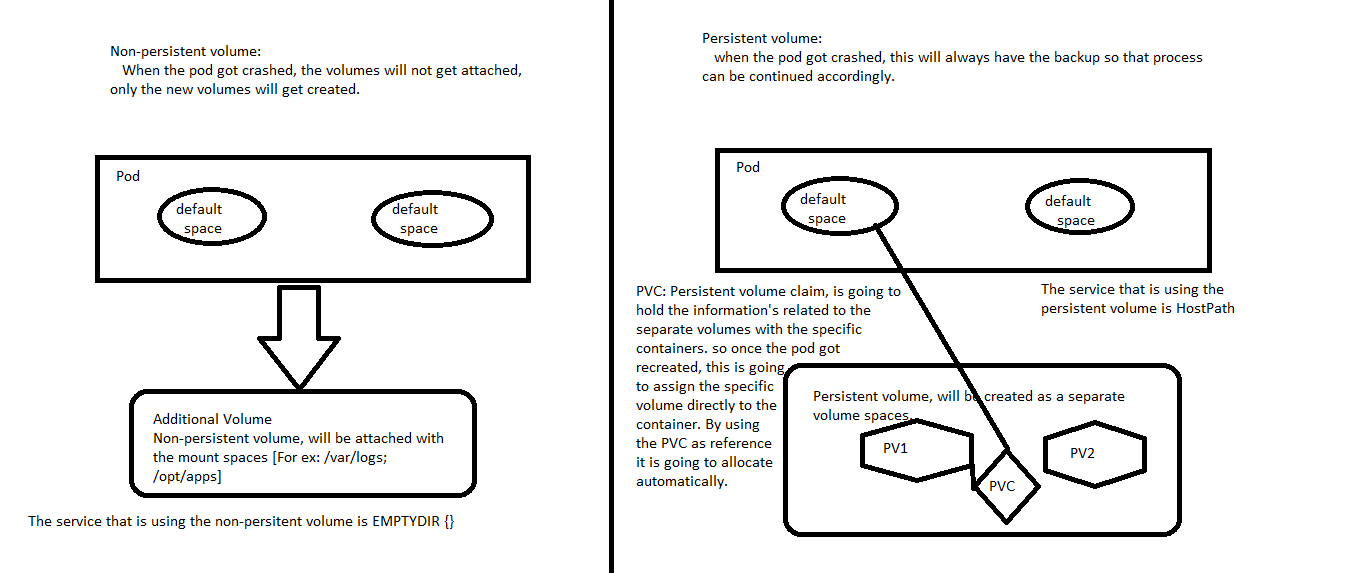 Non-persistent volume:
When the pod got crashed, the volumes will not get attached,
only the new volumes will get created.
Pod
default
space
default
space
Additional Volume
Non-persistent volume, will be attached with
the mount spaces [For ex: /var/logs;
/opt/apps]
The service that is using the non-persitent volume is EMPTYDIR {}
Persistent volume:
when the pod got crashed, this will always have the backup so that process
can be continued accordingly.
Pod
default
space
default
space
PVC: Persistent volume claim, is going to
hold the information's related to the
separate volumes with the specific
containers. so once the pod got
recreated, this is going
to assign the specific
volume directly to the
container. By using
the PVC as reference
it is going to allocate
automatically.
The service that is using the
persistent volume is HostPath
Persistent volume, will be created as a separate
volume spaces.
PV1
PVC
PV2